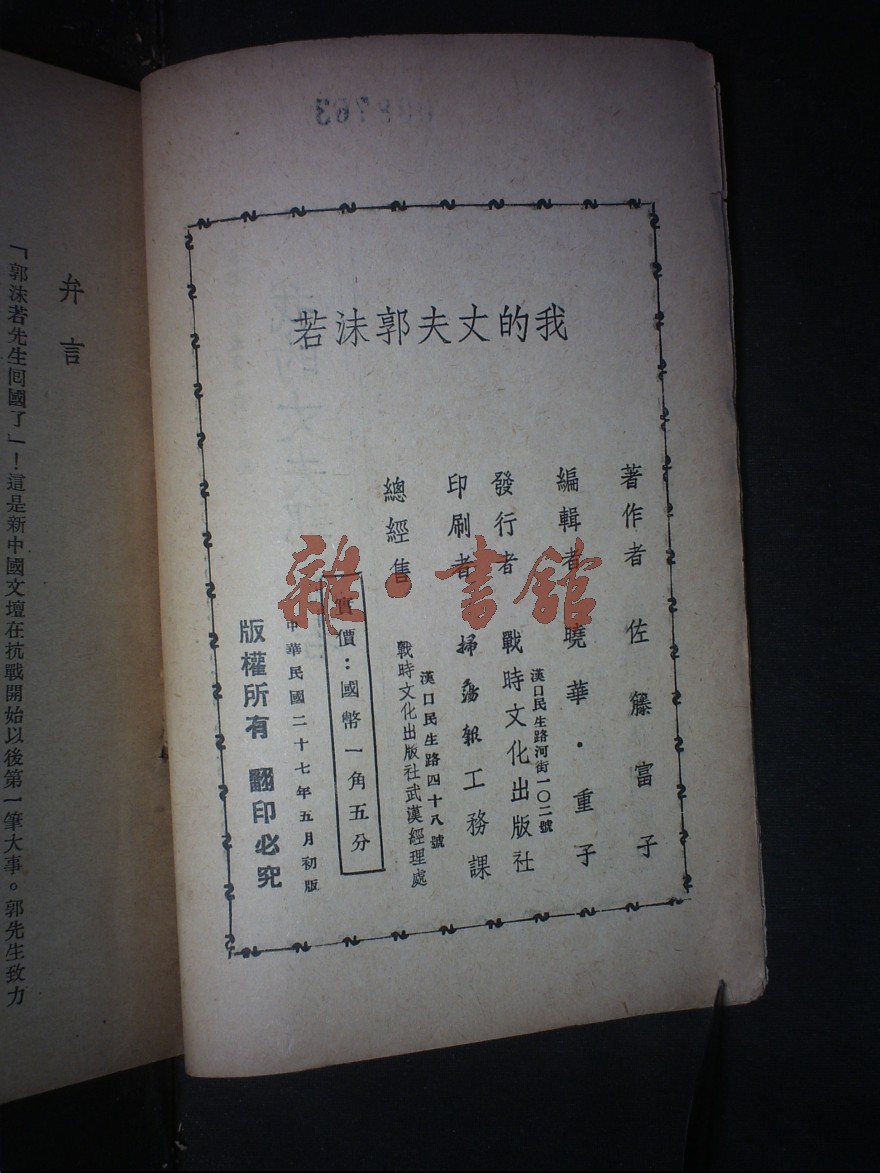 我的丈夫郭沫若
著作者 佐籐富子
編輯者 曉華·重子
漢口民生路河街一〇二號
發行者 戰時文化出版社
印刷者 掃蕩報工務課
漢口民生路四十八號
總經售 戰時文化出版社武漢經理處
實價：國幣一角五分
中華民國二十七年五月初版
版權所有 翻印必究
弁言
「郭沫若先生囘國了」！這是新中國文壇在抗戰開始以後第一筆大事。郭先生致力
雜·書館